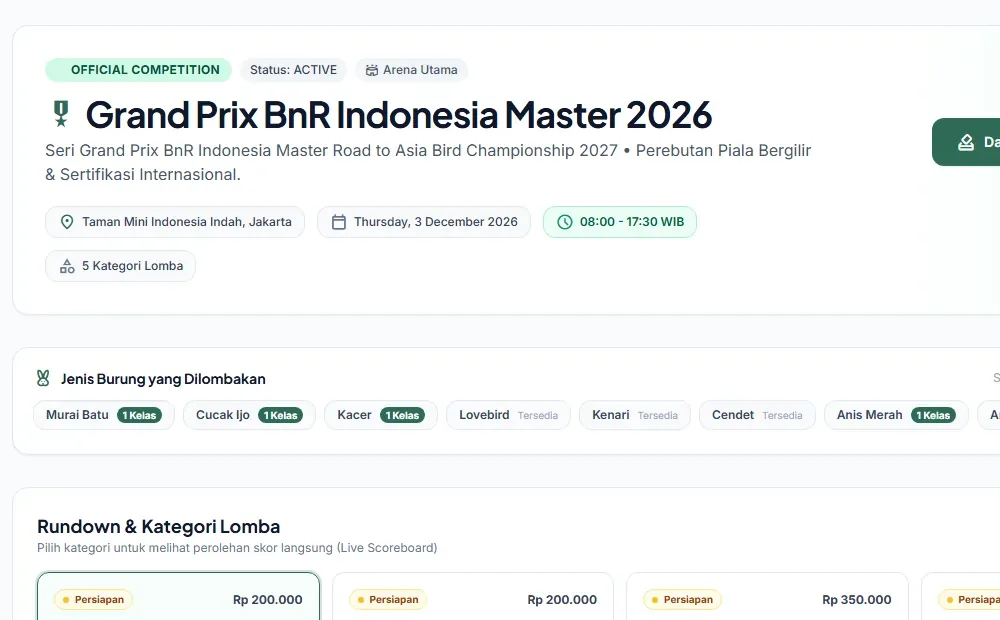 OFFICIAL COMPETITION Status: ACTIVE Arena Utama
Grand Prix BnR Indonesia Master 2026
Seri Grand Prix BnR Indonesia Master Road to Asia Bird Championship 2027 • Perebutan Piala Bergilir
& Sertifikasi Internasional.
Taman Mini Indonesia Indah, Jakarta Thursday, 3 December 2026 08:00 - 17:30 WIB
5 Kategori Lomba
Jenis Burung yang Dilombakan
Murai Batu 1 Kelas Cucak Ijo 1 Kelas Kacer 1 Kelas Lovebird Tersedia Kenari Tersedia Cendet Tersedia Anis Merah 1 Kelas
Rundown & Kategori Lomba
Pilih kategori untuk melihat perolehan skor langsung (Live Scoreboard)
Persiapan Rp 200.000 Persiapan Rp 200.000 Persiapan Rp 350.000